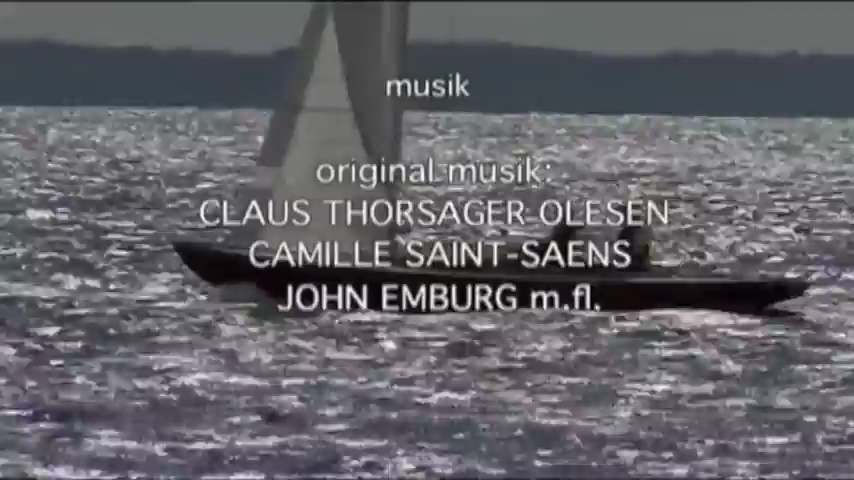 musik
original musik:
CLAUS THORSAGER-OLESEN
CAMILLE SAINT-SAENS
JOHN EMBURG m.fl.